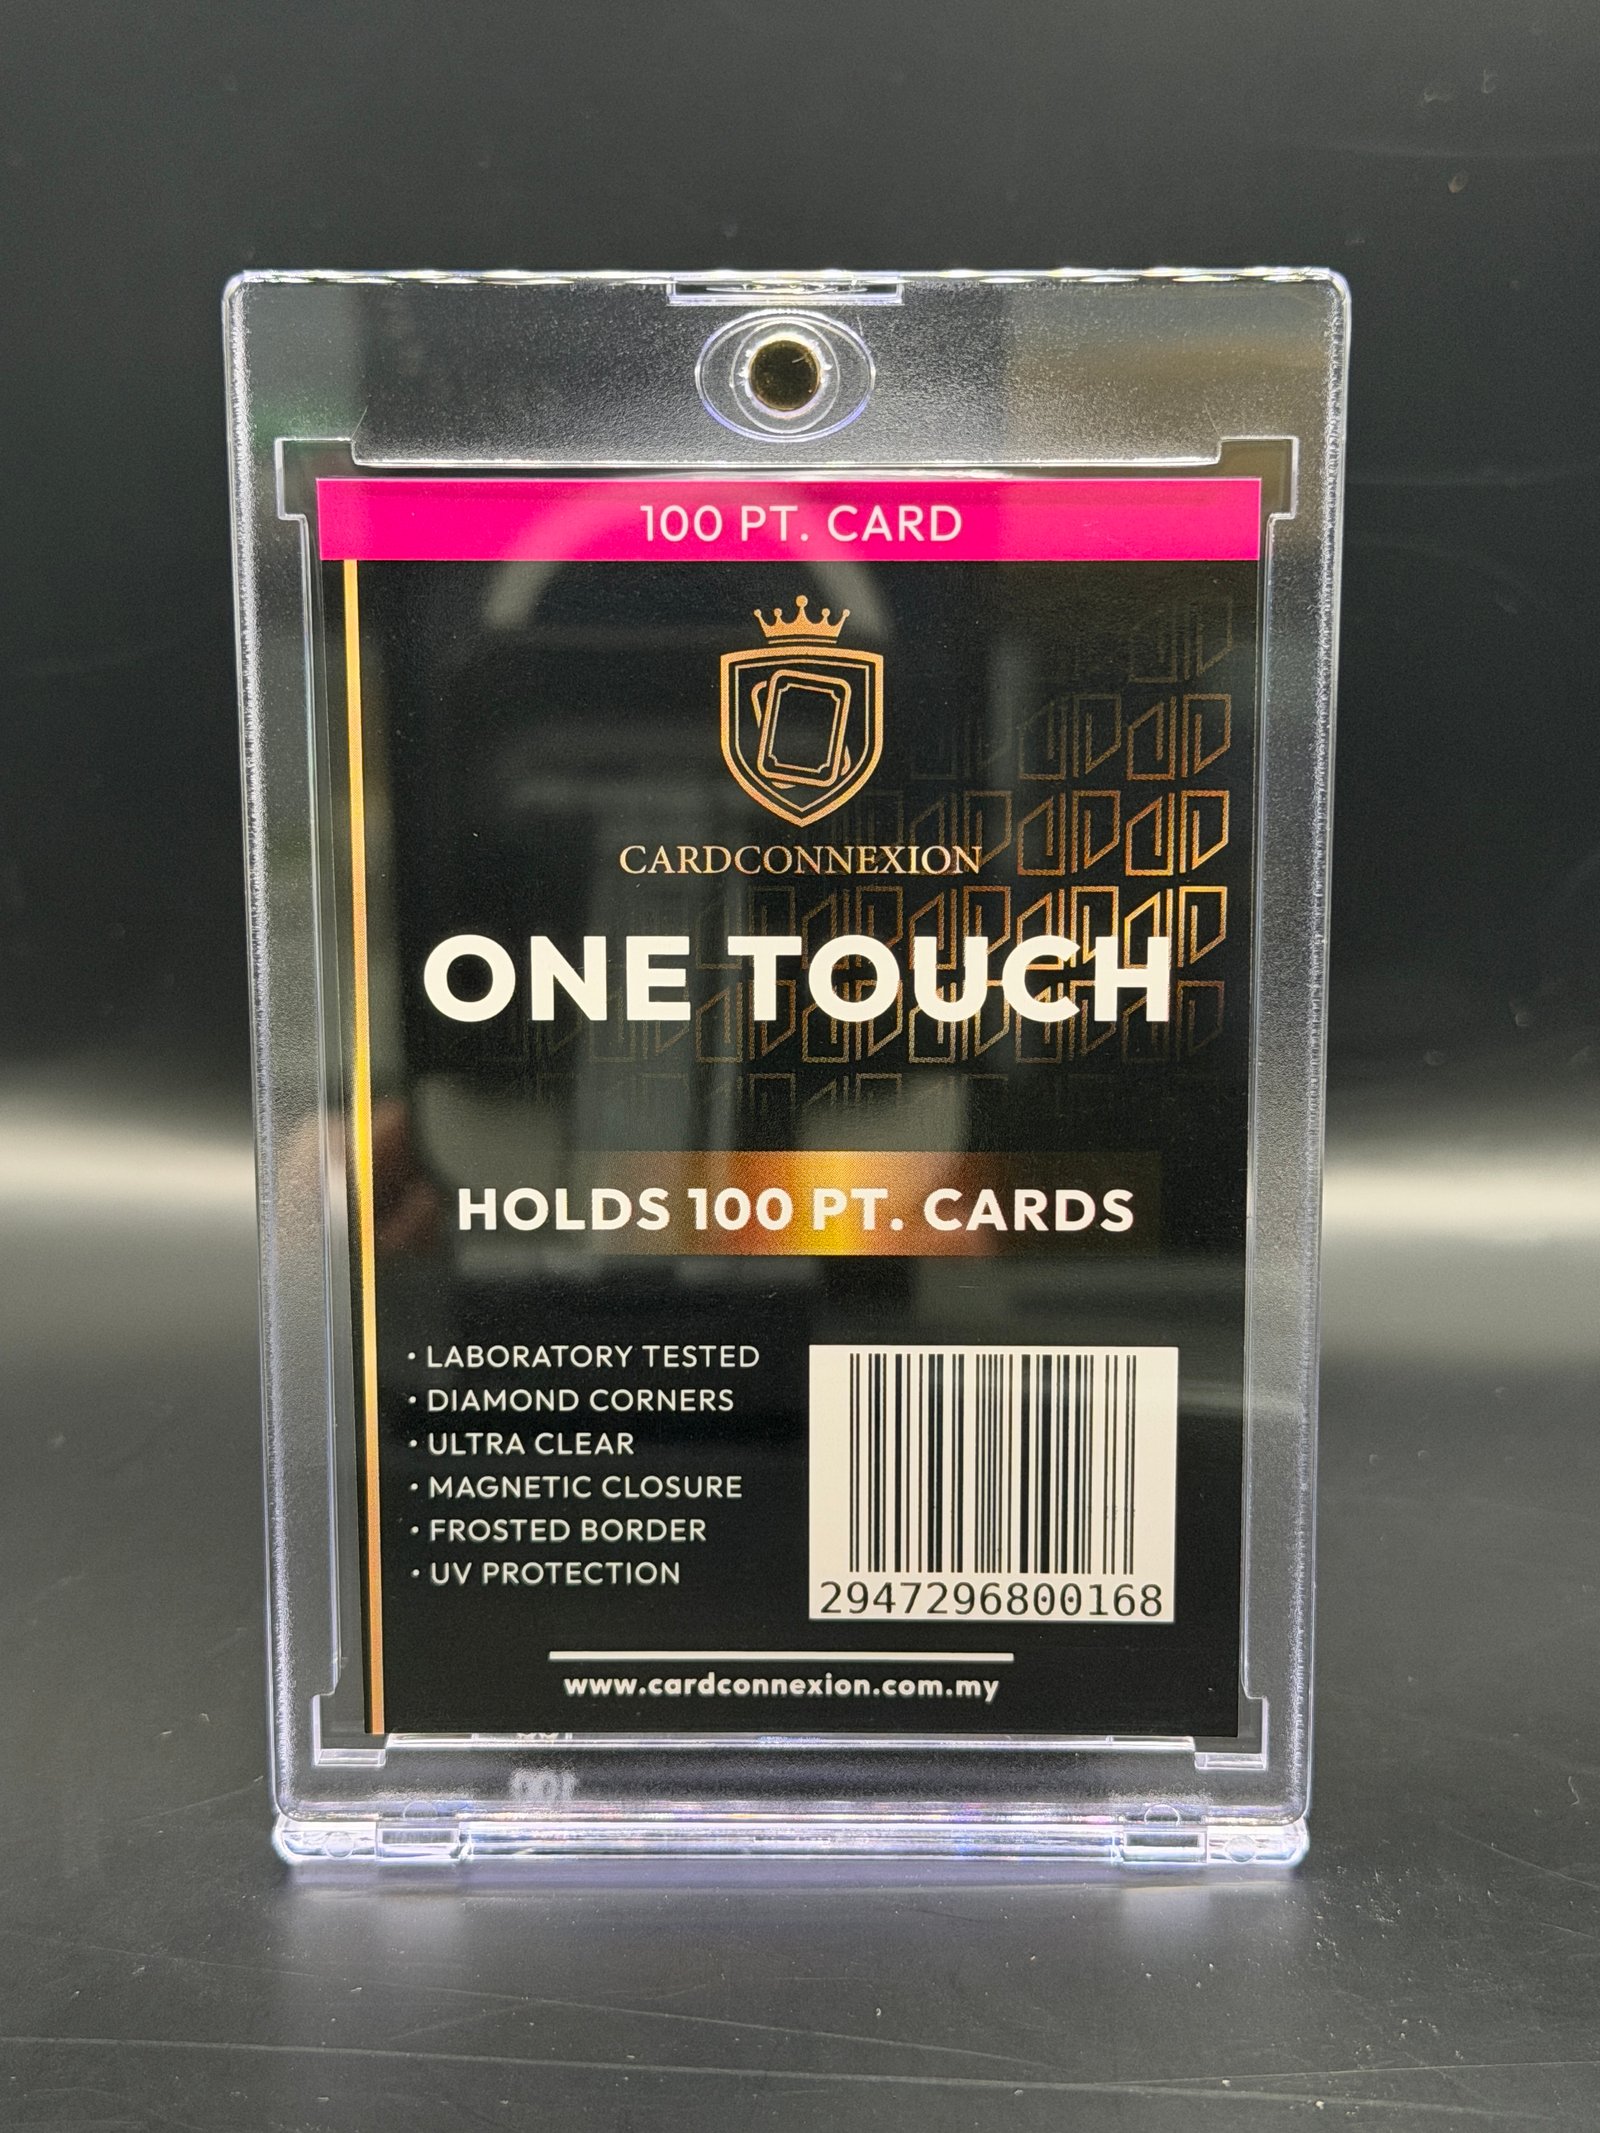 100 PT. CARD
CARDCONNEXION
ONE TOUCH
HOLDS 100 PT. CARDS
• LABORATORY TESTED
• DIAMOND CORNERS
• ULTRA CLEAR
• MAGNETIC CLOSURE
• FROSTED BORDER
• UV PROTECTION
2947296800168
www.cardconnexion.com.my